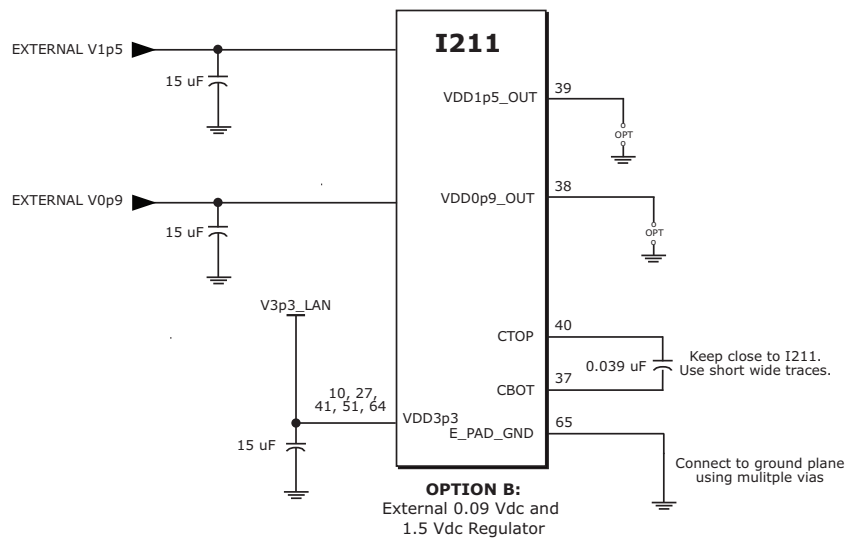 I211
EXTERNAL V1p5
15 uF
VDD1p5_OUT
39
OPT
EXTERNAL V0p9
15 uF
VDD0p9_OUT
38
OPT
V3p3_LAN
10, 27,
41, 51, 64
VDD3p3
15 uF
CTOP
40
0.039 uF
Keep close to I211.
Use short wide traces.
CBOT
37
E_PAD_GND
65
Connect to ground plane
using mulitple vias
OPTION B:
External 0.09 Vdc and
1.5 Vdc Regulator